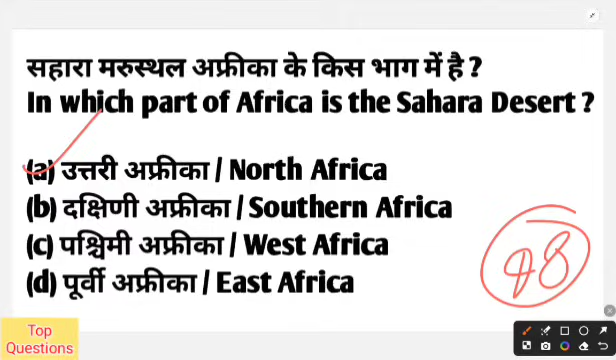 सहारा मरुस्थल अफ्रीका के किस भाग में है ?
In which part of Africa is the Sahara Desert ?
(a) उत्तरी अफ्रीका / North Africa
(b) दक्षिणी अफ्रीका / Southern Africa
(c) पश्चिमी अफ्रीका / West Africa
(d) पूर्वी अफ्रीका / East Africa
Top
Questions